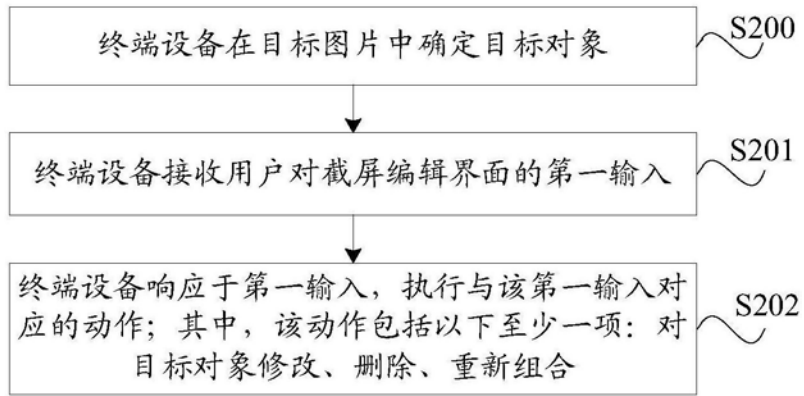 终端设备在目标图片中确定目标对象
S200
终端设备接收用户对截屏编辑界面的第一输入
S201
终端设备响应于第一输入，执行与该第一输入对
应的动作；其中，该动作包括以下至少一项：对
目标对象修改、删除、重新组合
S202